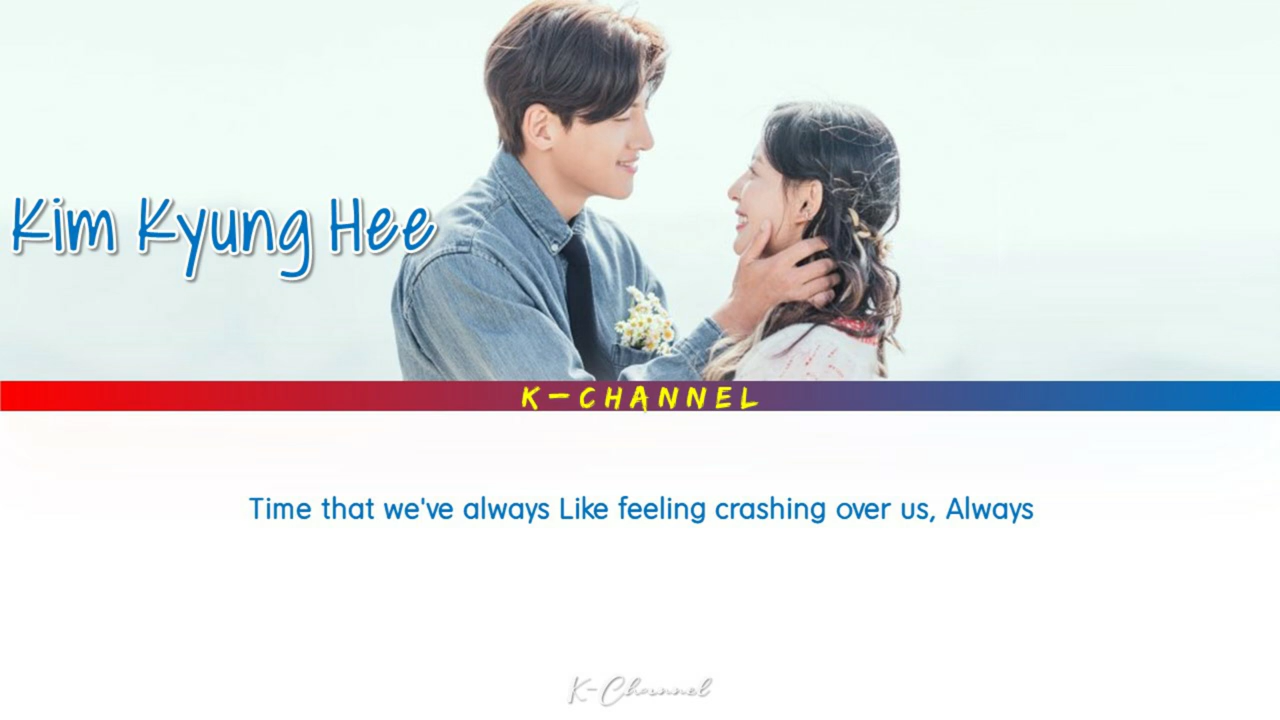 Kim Kyung Hee
K-CHANNEL
Time that we've always Like feeling crashing over us, Always
K-Channel